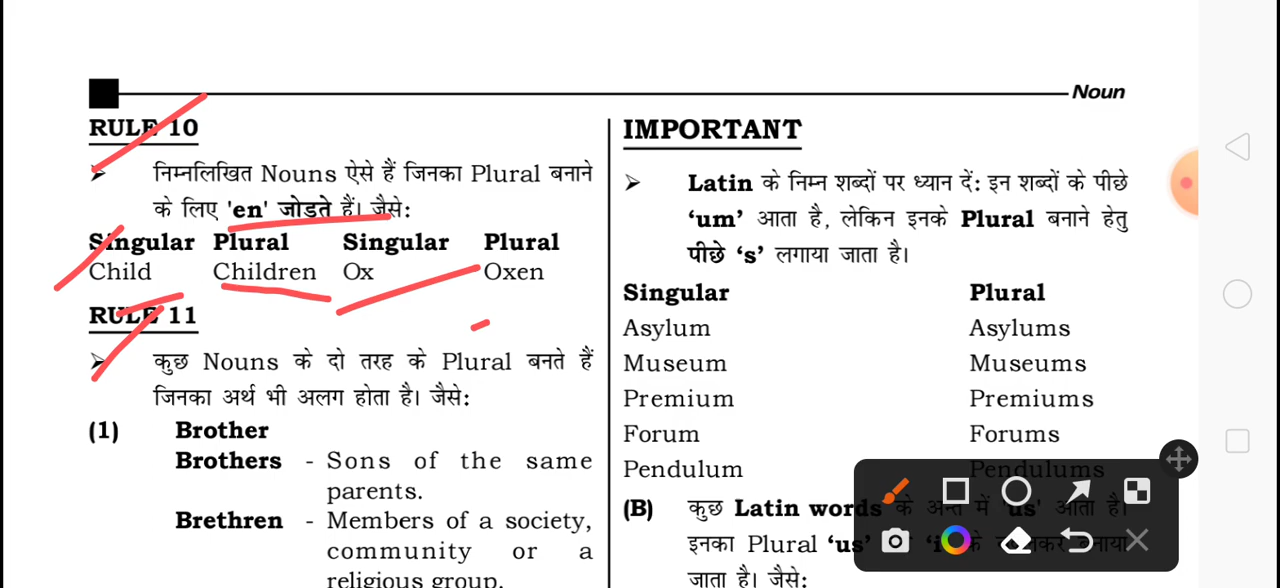 Noun
RULE 10
➤ निम्नलिखित Nouns ऐसे हैं जिनका Plural बनाने
के लिए 'en' जोड़ते हैं। जैसे:
Singular Plural Singular Plural
Child Children Ox Oxen
RULE 11
➤ कुछ Nouns के दो तरह के Plural बनते हैं
जिनका अर्थ भी अलग होता है। जैसे:
(1) Brother
Brothers - Sons of the same
parents.
Brethren - Members of a society,
community or a
religious group.
IMPORTANT
➤ Latin के निम्न शब्दों पर ध्यान दें: इन शब्दों के पीछे
‘um’ आता है, लेकिन इनके Plural बनाने हेतु
पीछे ‘s’ लगाया जाता है।
Singular Plural
Asylum Asylums
Museum Museums
Premium Premiums
Forum Forums
Pendulum Pendulums
(B) कुछ Latin words के अन्त में 'us' आता है।
इनका Plural ‘us’
जाता है। जैसे: